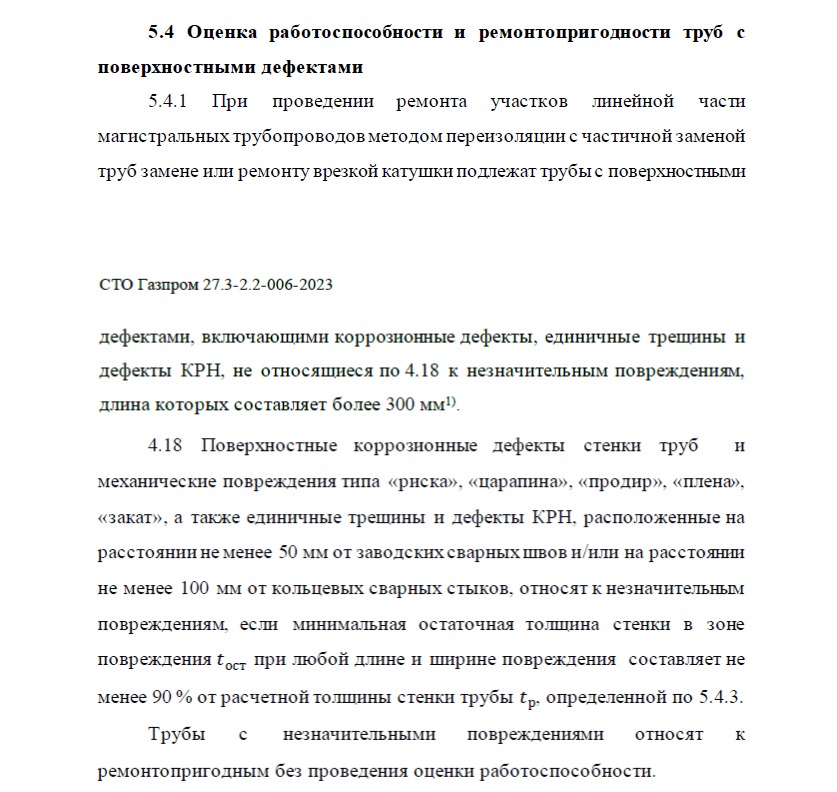 5.4 Оценка работоспособности и ремонтопригодности труб с
поверхностными дефектами
5.4.1 При проведении ремонта участков линейной части
магистральных трубопроводов методом переизоляции с частичной заменой
труб замене или ремонту врезкой катушки подлежат трубы с поверхностными
СТО Газпром 27.3-2.2-006-2023
дефектами, включающими коррозионные дефекты, единичные трещины и
дефекты КРН, не относящиеся по 4.18 к незначительным повреждениям,
длина которых составляет более 300 мм¹⁾.
4.18 Поверхностные коррозионные дефекты стенки труб и
механические повреждения типа «риска», «царапина», «продир», «плена»,
«закат», а также единичные трещины и дефекты КРН, расположенные на
расстоянии не менее 50 мм от заводских сварных швов и/или на расстоянии
не менее 100 мм от кольцевых сварных стыков, относят к незначительным
повреждениям, если минимальная остаточная толщина стенки в зоне
повреждения tост при любой длине и ширине повреждения составляет не
менее 90 % от расчетной толщины стенки трубы tр, определенной по 5.4.3.
Трубы с незначительными повреждениями относят к
ремонтопригодным без проведения оценки работоспособности.